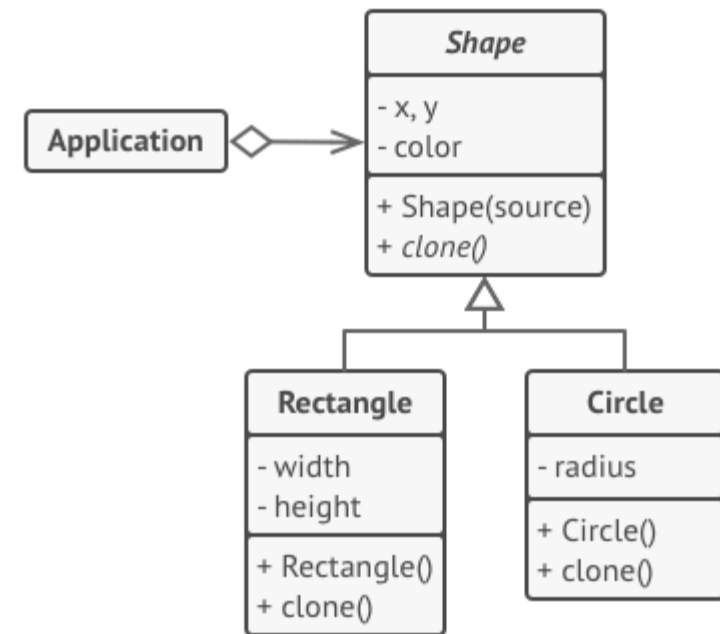 Shape
- x, y
- color
+ Shape(source)
+ clone()
Application
Rectangle
- width
- height
+ Rectangle()
+ clone()
Circle
- radius
+ Circle()
+ clone()